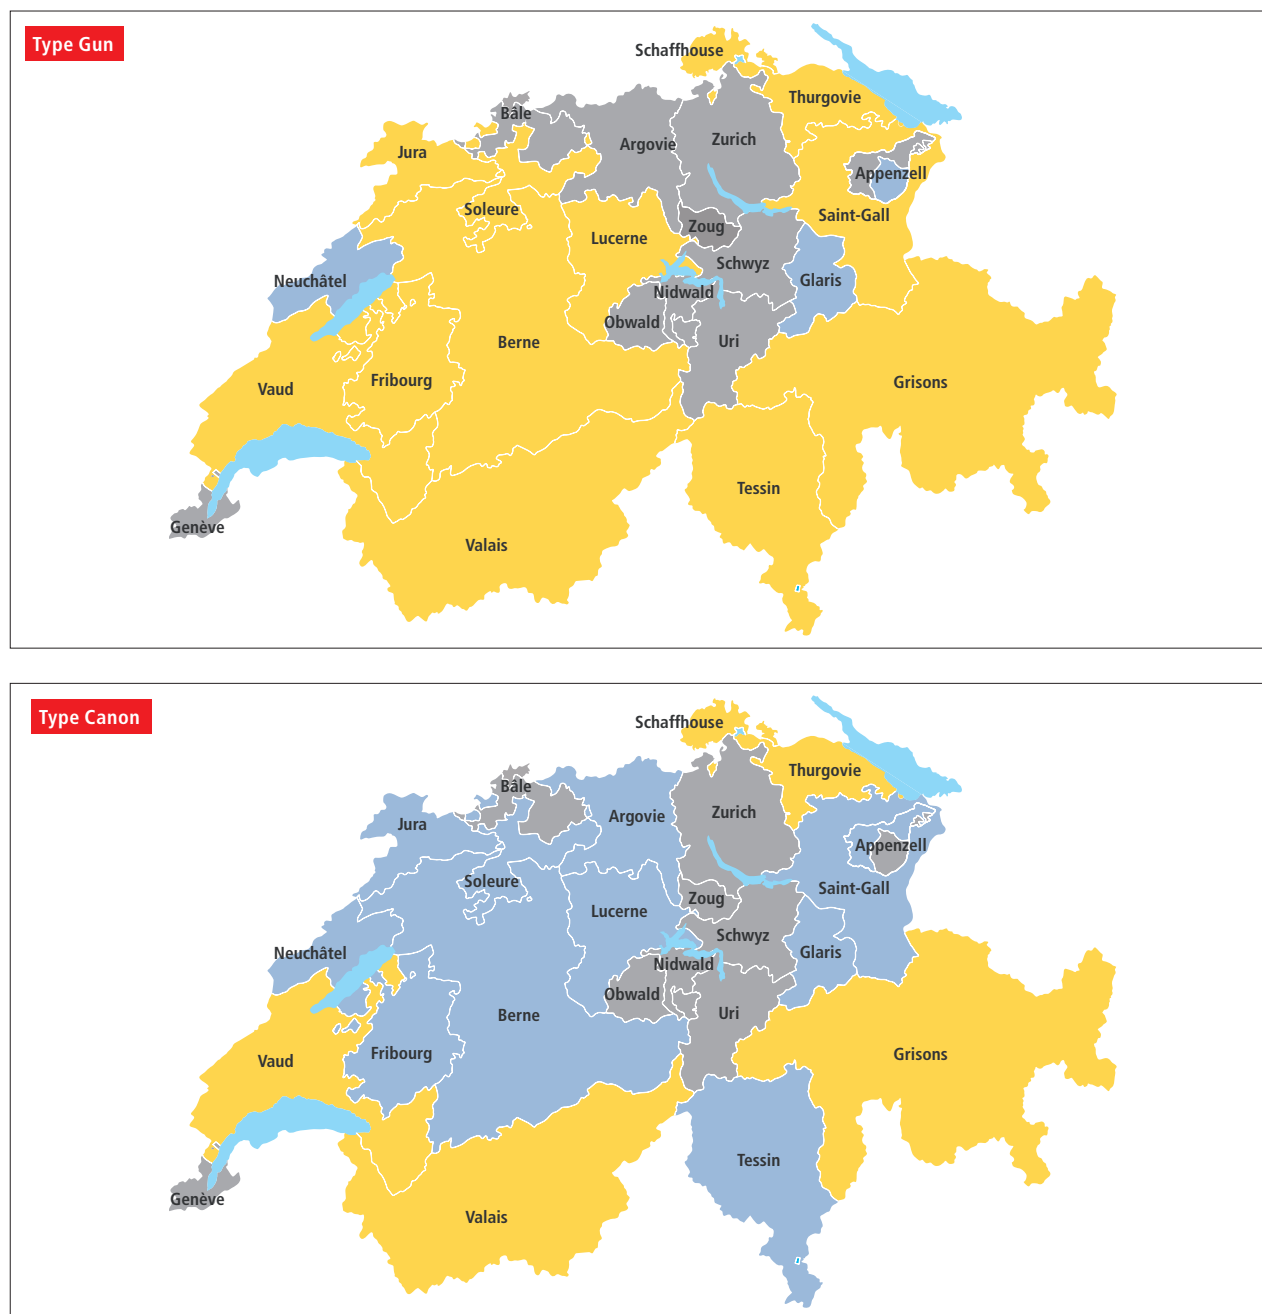 Type Gun
Schaffhouse
Thurgovie
Bâle
Argovie
Zurich
Jura
Appenzell
Soleure
Saint-Gall
Zoug
Lucerne
Schwyz
Neuchâtel
Glaris
Nidwald
Obwald
Uri
Berne
Fribourg
Vaud
Grisons
Tessin
Genève
Valais
Type Canon
Schaffhouse
Thurgovie
Bâle
Argovie
Zurich
Jura
Appenzell
Soleure
Saint-Gall
Zoug
Lucerne
Schwyz
Neuchâtel
Glaris
Nidwald
Obwald
Uri
Berne
Fribourg
Vaud
Grisons
Tessin
Genève
Valais